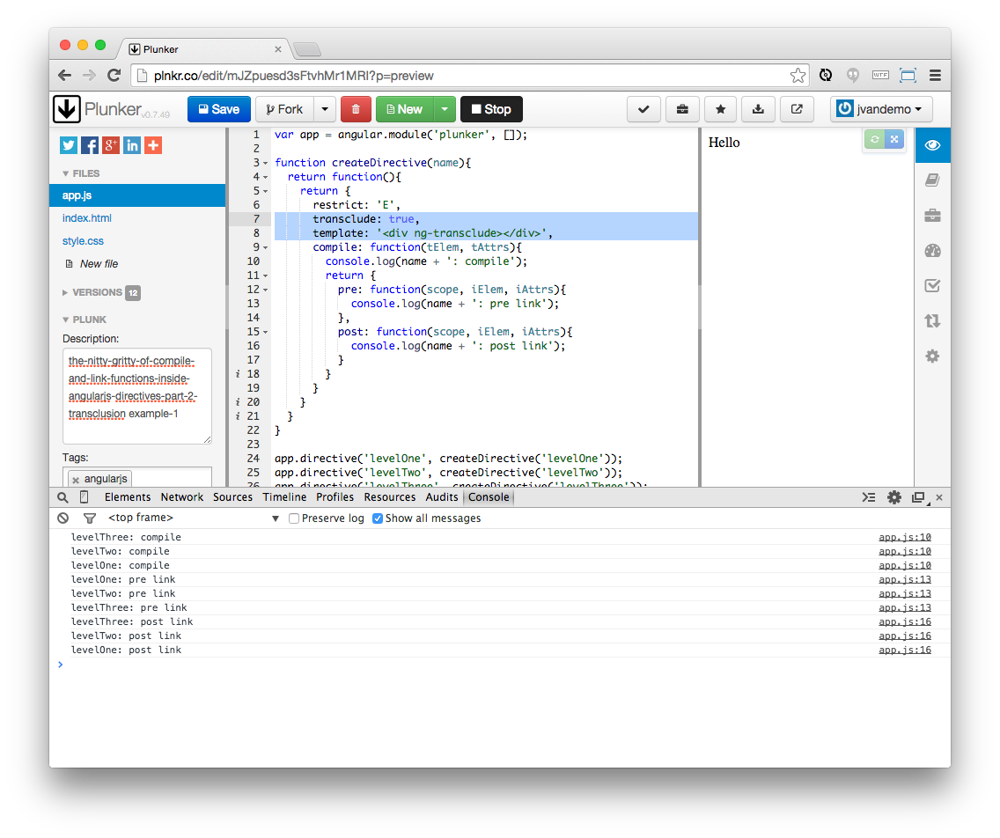 Plunker
plnkr.co/edit/mJZpuesd3sFtvhMr1MRI?p=preview
WTF
Plunker v0.7.49 Save Fork New Stop jvandemo
FILES
app.js
index.html
style.css
New file
VERSIONS 12
PLUNK
Description:
the-nitty-gritty-of-compile-
and-link-functions-inside-
angularjs-directives-part-2-
transclusion example-1
Tags:
× angularjs
1 var app = angular.module('plunker', []);
2
3 function createDirective(name){
4   return function(){
5     return {
6       restrict: 'E',
7       transclude: true,
8       template: '<div ng-transclude></div>',
9       compile: function(tElem, tAttrs){
10         console.log(name + ': compile');
11         return {
12           pre: function(scope, iElem, iAttrs){
13             console.log(name + ': pre link');
14           },
15           post: function(scope, iElem, iAttrs){
16             console.log(name + ': post link');
17           }
i 18         }
19       }
i 20     }
i 21   }
22 }
23
24 app.directive('levelOne', createDirective('levelOne'));
25 app.directive('levelTwo', createDirective('levelTwo'));
26 app.directive('levelThree', createDirective('levelThree'));
Hello
Elements Network Sources Timeline Profiles Resources Audits Console
<top frame> Preserve log Show all messages
levelThree: compile app.js:10
levelTwo: compile app.js:10
levelOne: compile app.js:10
levelOne: pre link app.js:13
levelTwo: pre link app.js:13
levelThree: pre link app.js:13
levelThree: post link app.js:16
levelTwo: post link app.js:16
levelOne: post link app.js:16
>